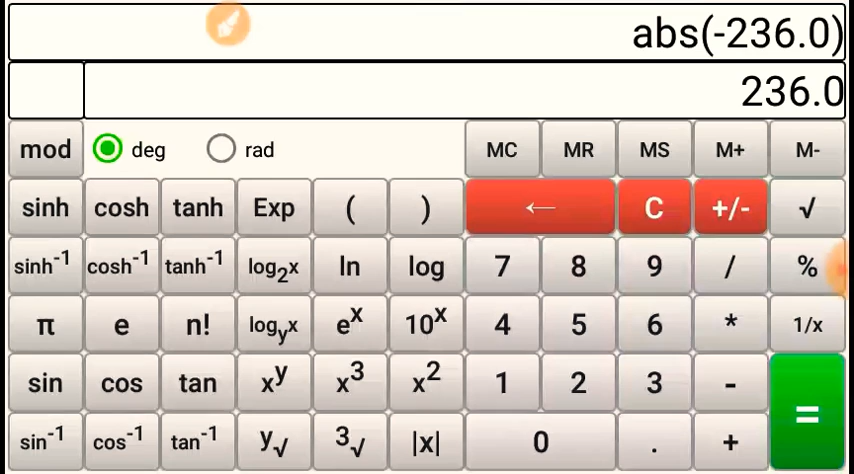 abs(-236.0)
236.0
mod deg rad MC MR MS M+ M-
sinh cosh tanh Exp ( ) ← C +/- √
sinh⁻¹ cosh⁻¹ tanh⁻¹ log₂x ln log 7 8 9 / %
π e n! logᵧx eˣ 10ˣ 4 5 6 * 1/x
sin cos tan xʸ x³ x² 1 2 3 - =
sin⁻¹ cos⁻¹ tan⁻¹ ʸ√ ³√ |x| 0 . +